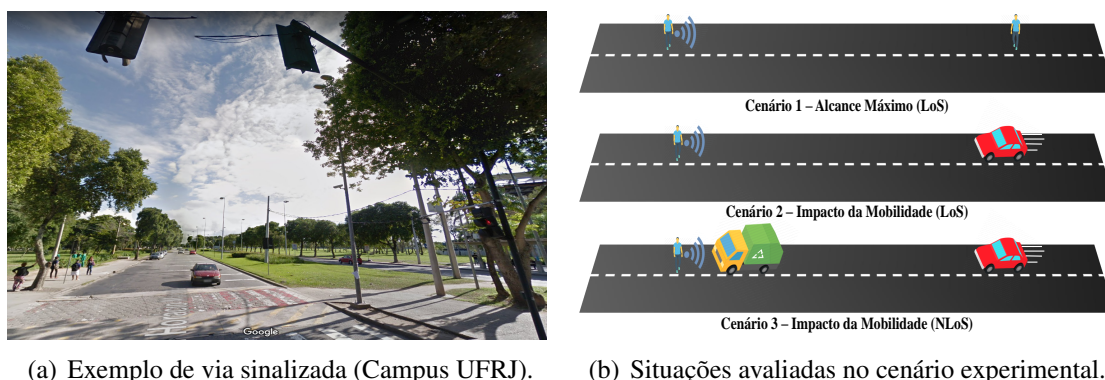 Google
(a) Exemplo de via sinalizada (Campus UFRJ).
Cenário 1 – Alcance Máximo (LoS)
Cenário 2 – Impacto da Mobilidade (LoS)
Cenário 3 – Impacto da Mobilidade (NLoS)
(b) Situações avaliadas no cenário experimental.